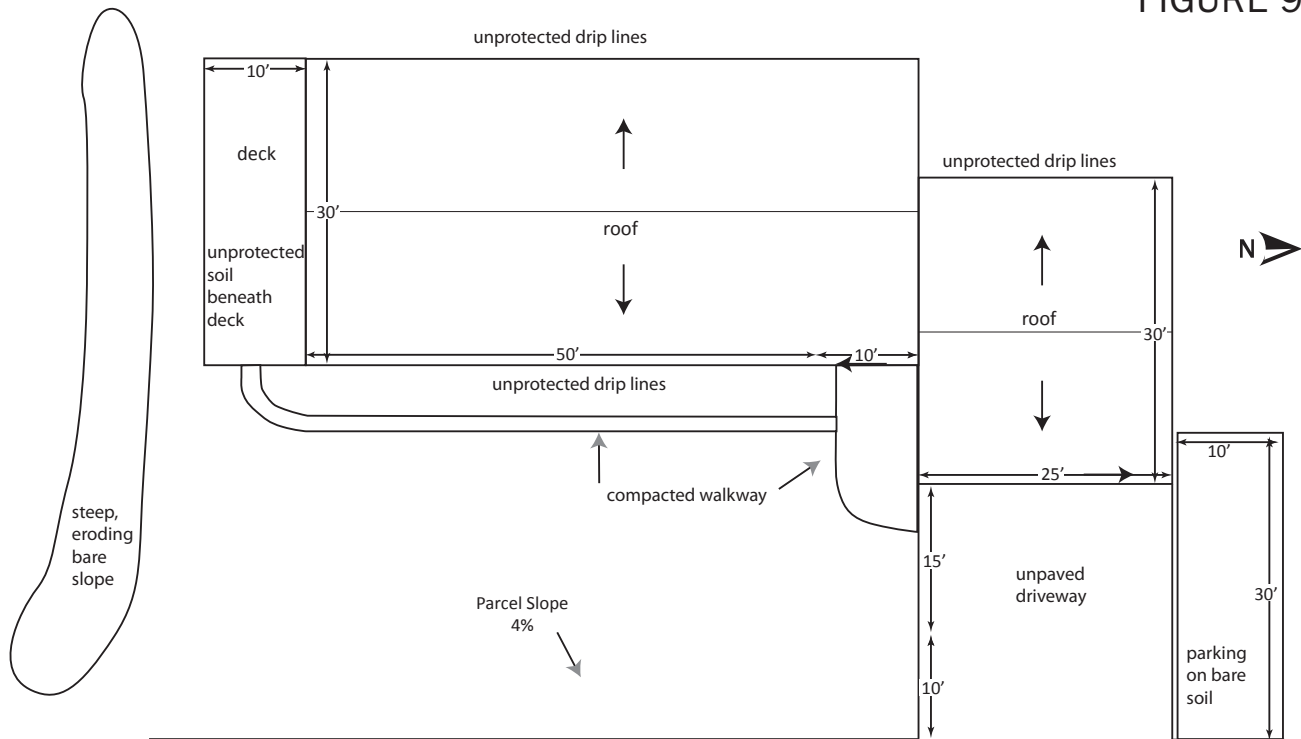 FIGURE 9
unprotected drip lines
10'
deck
30'
roof
unprotected
soil
beneath
deck
50'
10'
unprotected drip lines
unprotected drip lines
roof
30'
N
25'
10'
compacted walkway
steep,
eroding
bare
slope
15'
unpaved
driveway
30'
Parcel Slope
4%
10'
parking
on bare
soil